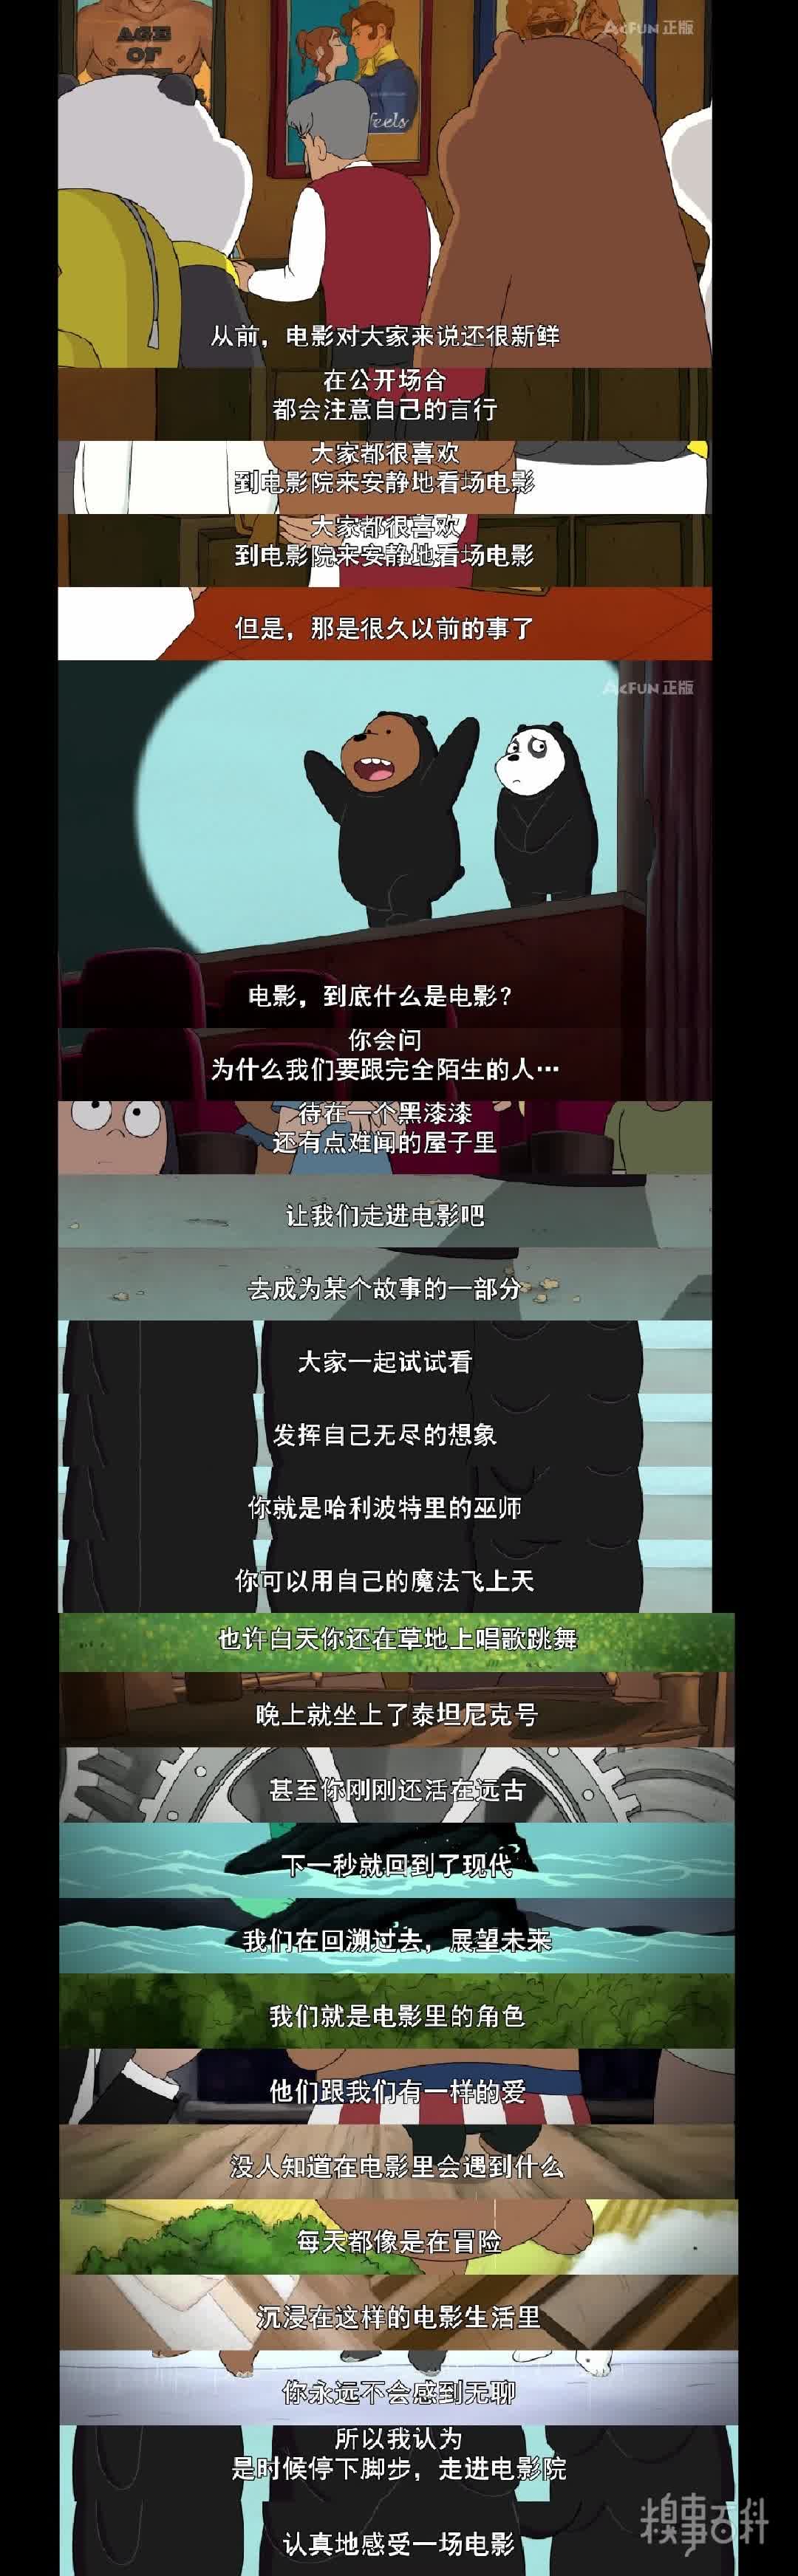 AGE
OF
feels
AcFUN 正版
从前，电影对大家来说还很新鲜
在公开场合
都会注意自己的言行
大家都很喜欢
到电影院来安静地看场电影
大家都很喜欢
到电影院来安静地看场电影
但是，那是很久以前的事了
AcFUN 正版
电影，到底什么是电影？
你会问
为什么我们要跟完全陌生的人…
待在一个黑漆漆
还有点难闻的屋子里
让我们走进电影吧
去成为某个故事的一部分
大家一起试试看
发挥自己无尽的想象
你就是哈利波特里的巫师
你可以用自己的魔法飞上天
也许白天你还在草地上唱歌跳舞
晚上就坐上了泰坦尼克号
甚至你刚刚还活在远古
下一秒就回到了现代
我们在回溯过去，展望未来
我们就是电影里的角色
他们跟我们有一样的爱
没人知道在电影里会遇到什么
每天都像是在冒险
沉浸在这样的电影生活里
你永远不会感到无聊
所以我认为
是时候停下脚步，走进电影院
认真地感受一场电影
糗事百科